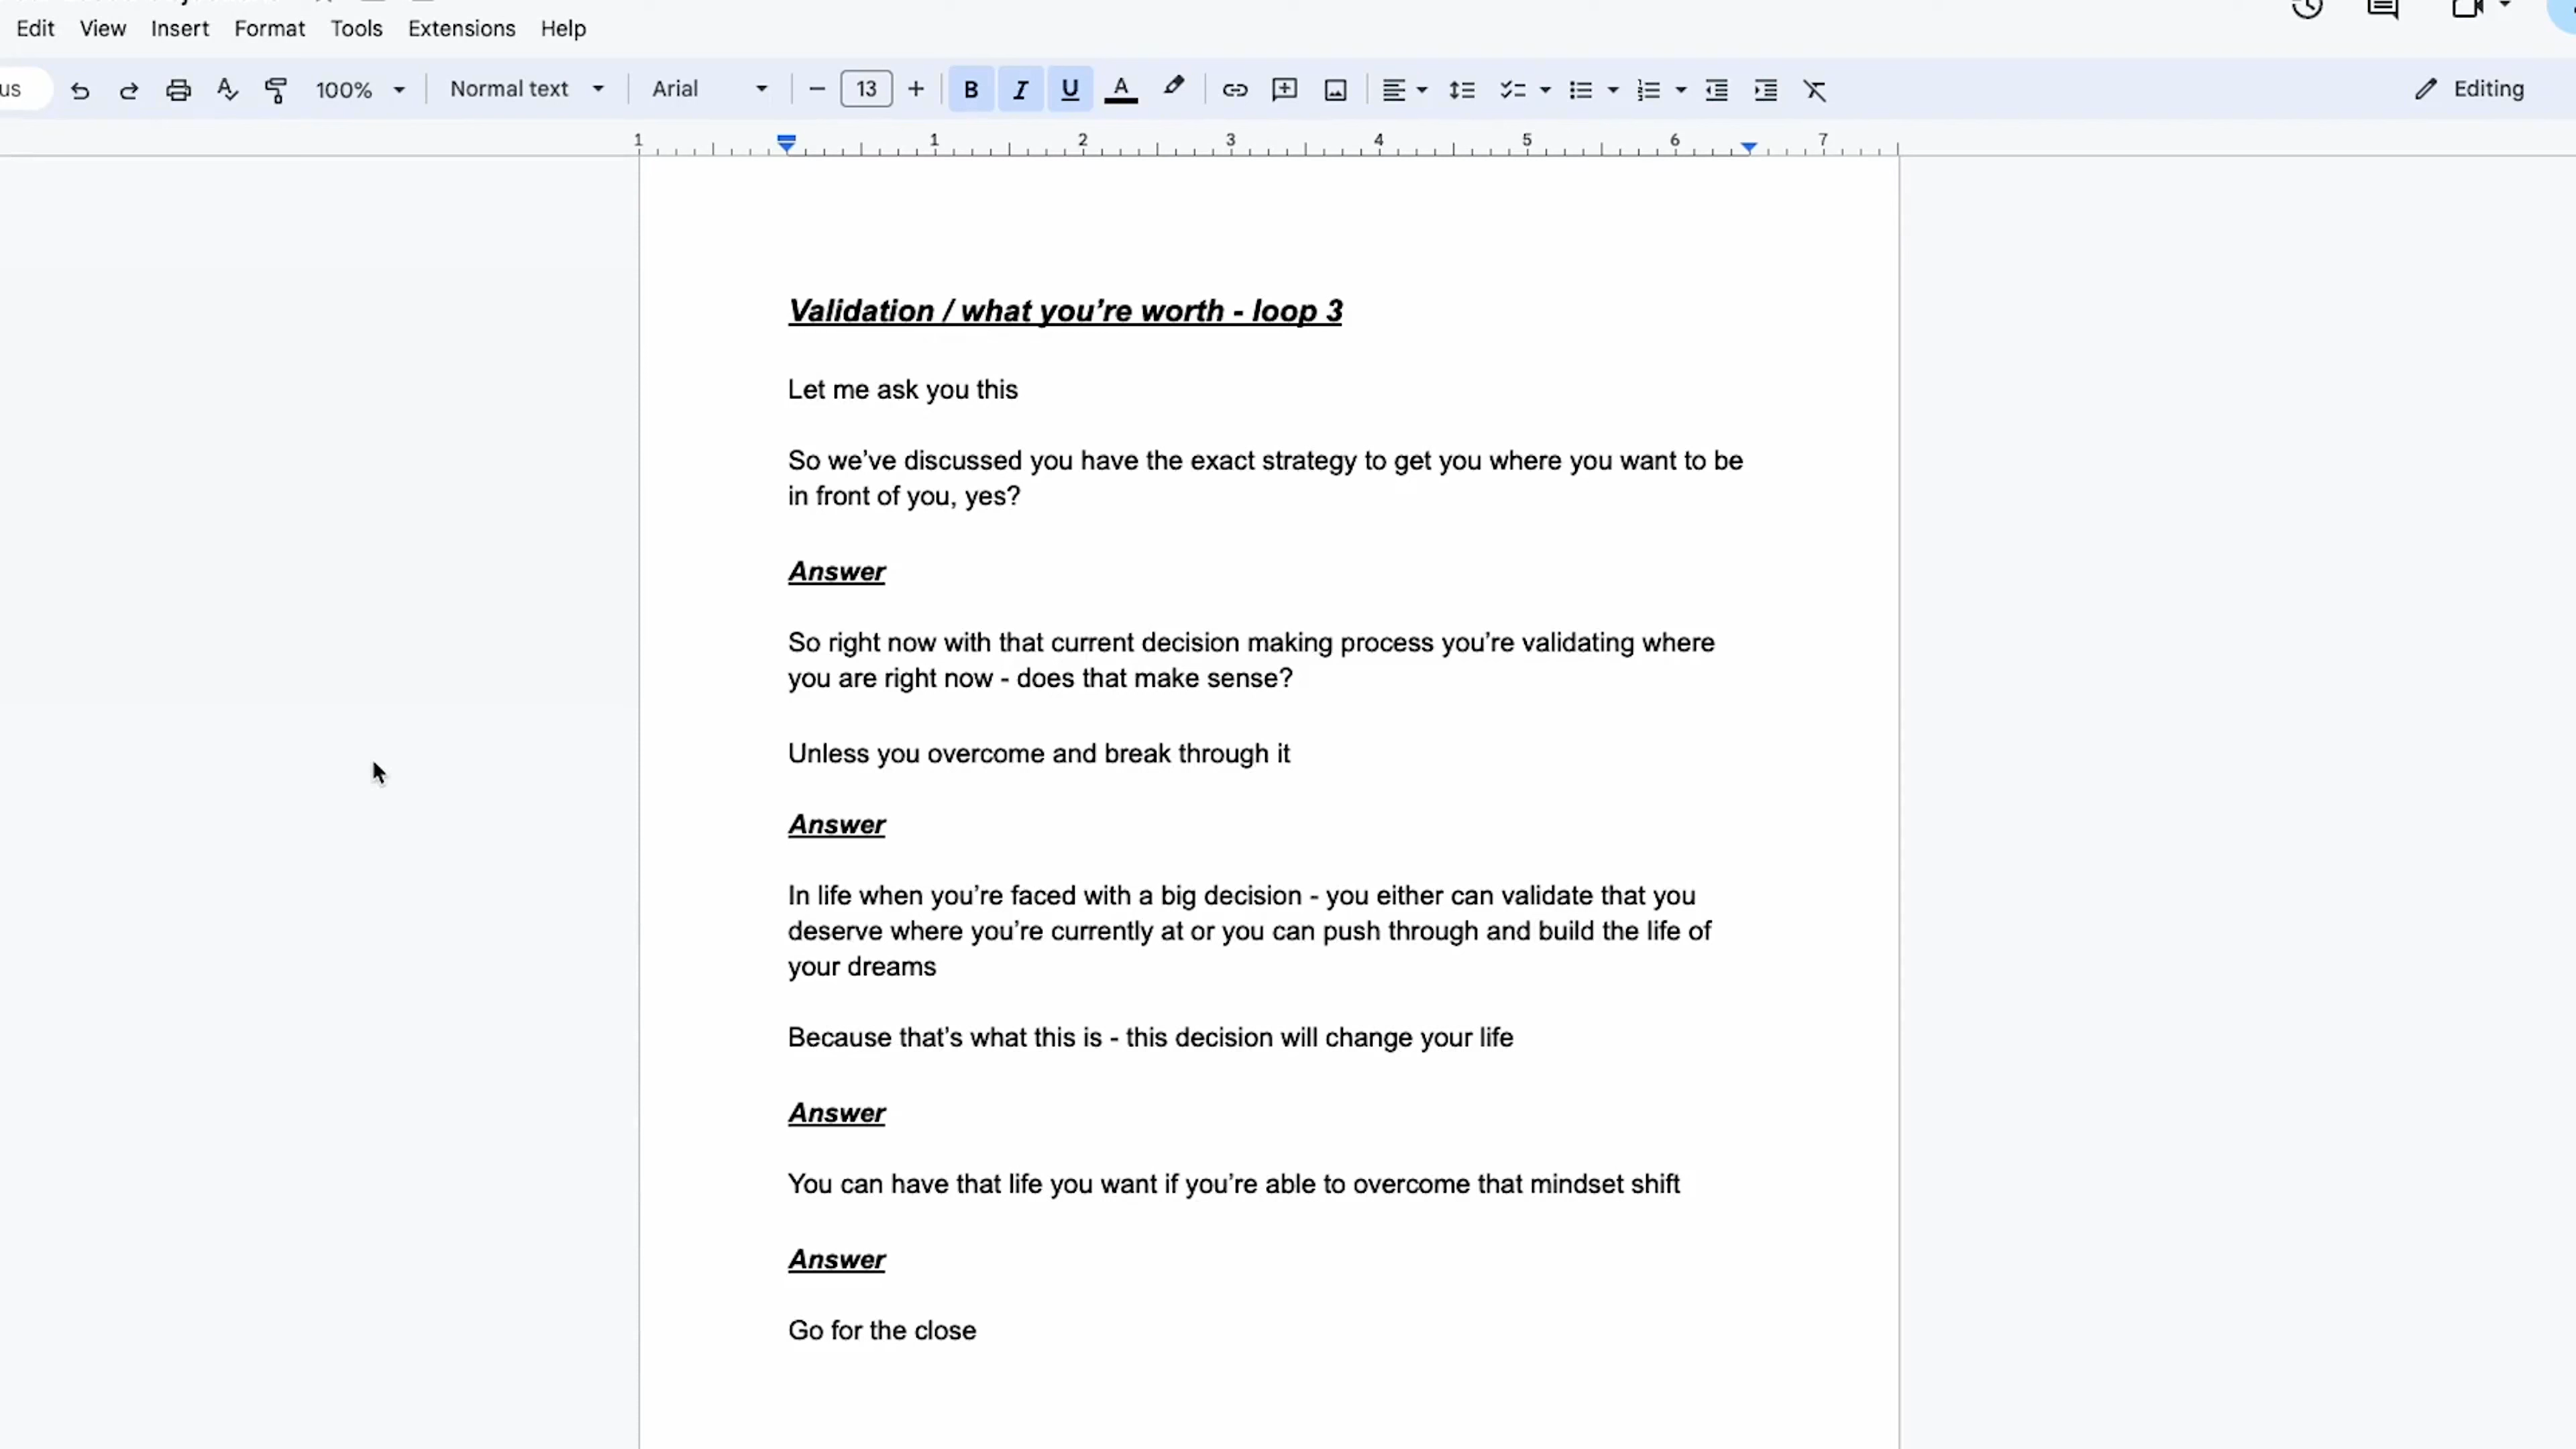 Edit View Insert Format Tools Extensions Help
us 100% Normal text Arial 13 B I U A Editing
1 1 2 3 4 5 6 7
Validation / what you’re worth - loop 3
Let me ask you this
So we’ve discussed you have the exact strategy to get you where you want to be
in front of you, yes?
Answer
So right now with that current decision making process you’re validating where
you are right now - does that make sense?
Unless you overcome and break through it
Answer
In life when you’re faced with a big decision - you either can validate that you
deserve where you’re currently at or you can push through and build the life of
your dreams
Because that’s what this is - this decision will change your life
Answer
You can have that life you want if you’re able to overcome that mindset shift
Answer
Go for the close